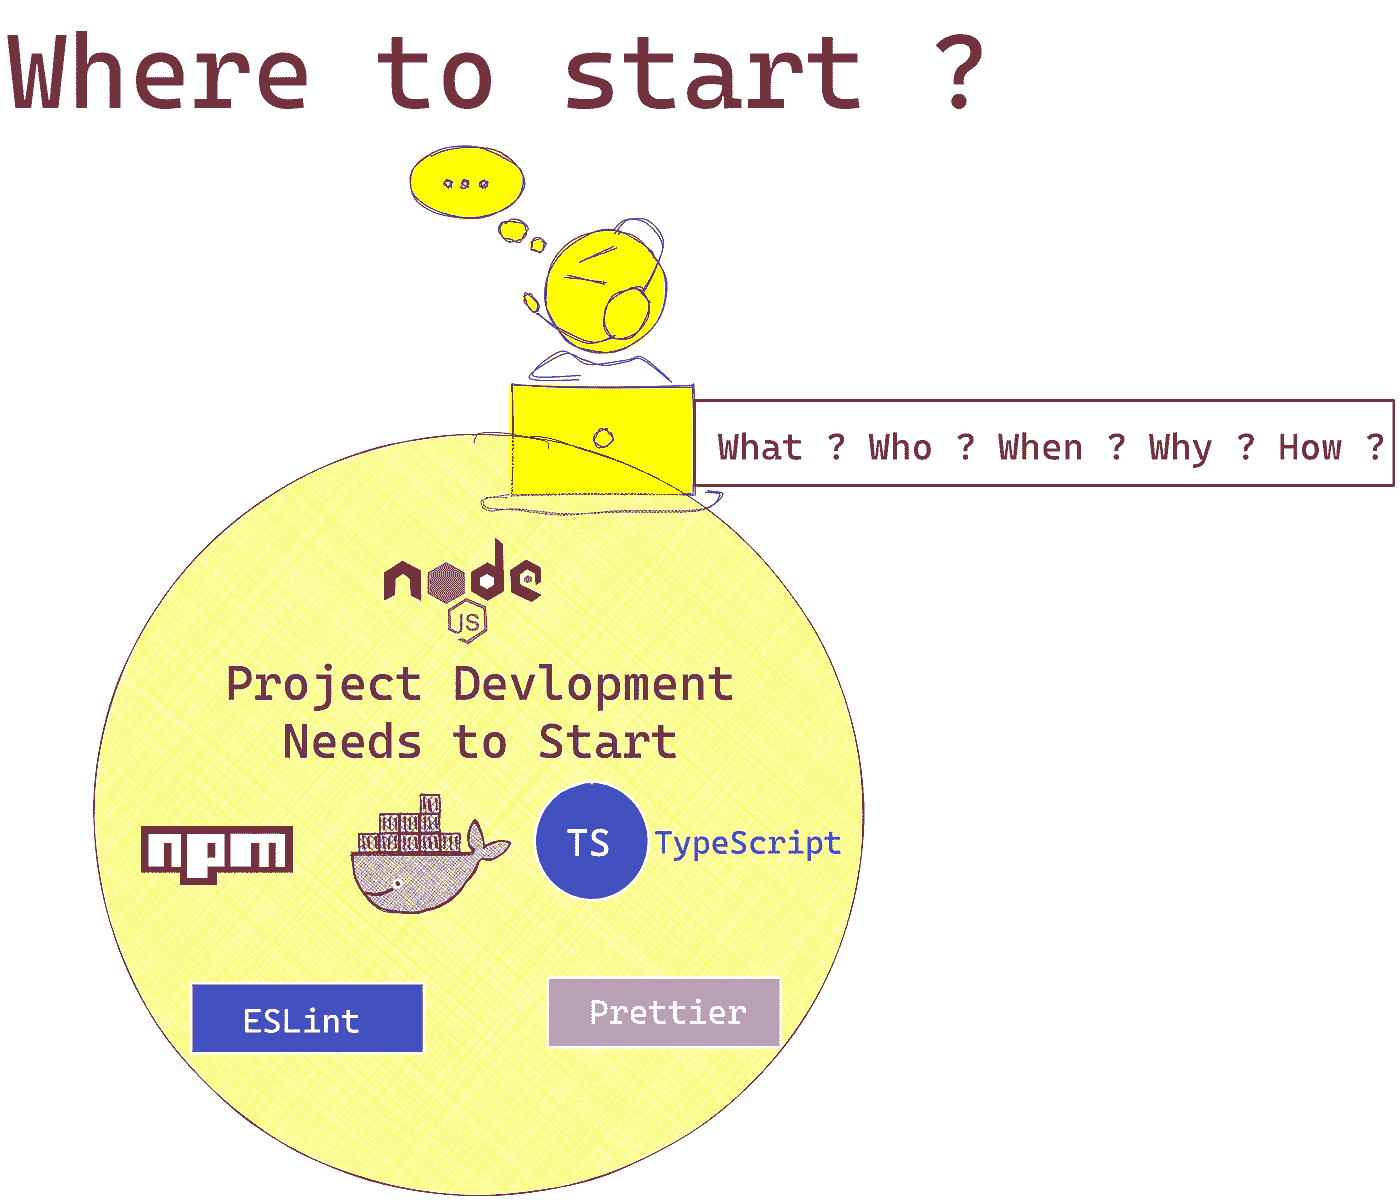 Where to start ?
What ? Who ? When ? Why ? How ?
node
JS
Project Devlopment
Needs to Start
npm
TS TypeScript
ESLint
Prettier